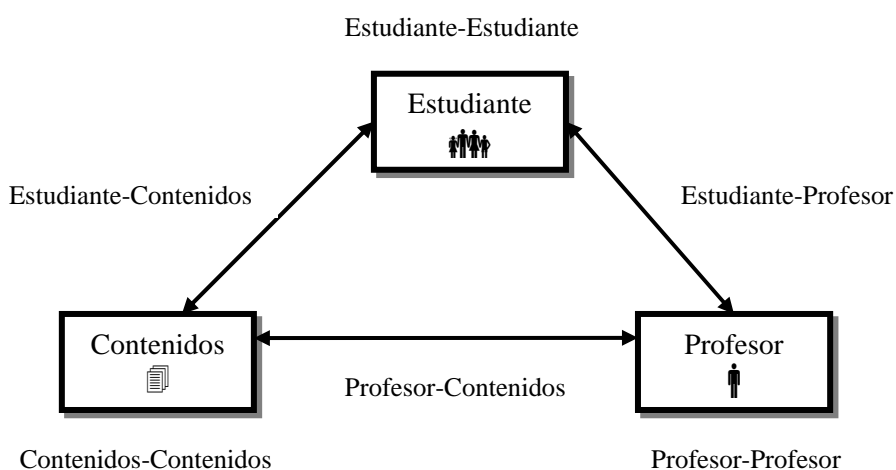 Estudiante-Estudiante
Estudiante
Estudiante-Contenidos
Estudiante-Profesor
Contenidos
Profesor
Profesor-Contenidos
Contenidos-Contenidos
Profesor-Profesor